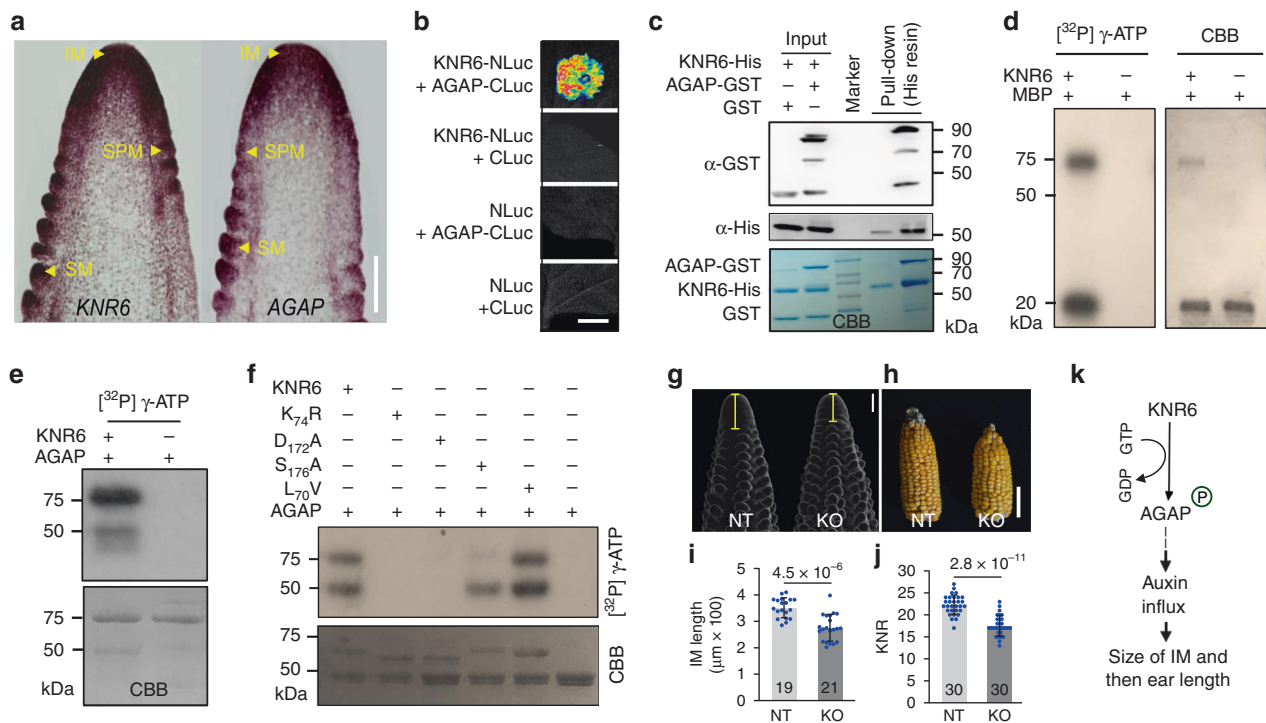 a
IM
IM
SPM
SPM
SM
SM
KNR6
AGAP
b
KNR6-NLuc
+ AGAP-CLuc
KNR6-NLuc
+ CLuc
NLuc
+ AGAP-CLuc
NLuc
+CLuc
c
Input
KNR6-His + +
AGAP-GST − +
GST + −
Marker
Pull-down
(His resin)
α-GST
90
70
50
α-His
50
AGAP-GST
KNR6-His
GST
90
70
50
CBB
kDa
d
[³²P] γ-ATP CBB
KNR6 + − + −
MBP + + + +
75
50
20
kDa
e
[³²P] γ-ATP
KNR6 + −
AGAP + +
75
50
75
50
kDa
CBB
f
KNR6 + − − − − −
K₇₄R − + − − − −
D₁₇₂A − − + − − −
S₁₇₆A − − − + − −
L₇₀V − − − − + −
AGAP + + + + + +
75
50
[³²P] γ-ATP
75
50
kDa
CBB
g
NT KO
h
NT KO
i
4.5 × 10⁻⁶
IM length
(μm × 100)
5
4
3
2
1
0
19 21
NT KO
j
2.8 × 10⁻¹¹
KNR
30
25
20
15
10
5
0
30 30
NT KO
k
KNR6
GTP
GDP
AGAP P
Auxin
influx
Size of IM and
then ear length